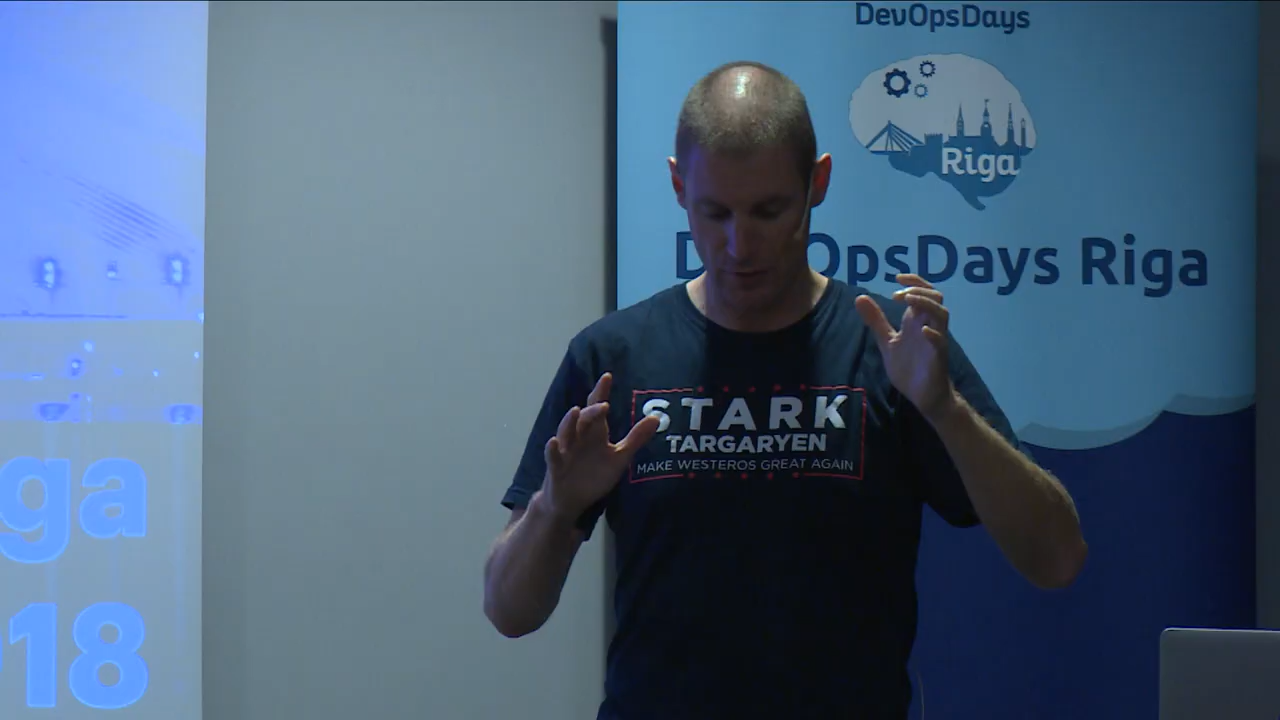 DevOpsDays
Riga
DevOpsDays Riga
STARK
TARGARYEN
MAKE WESTEROS GREAT AGAIN
ga
18